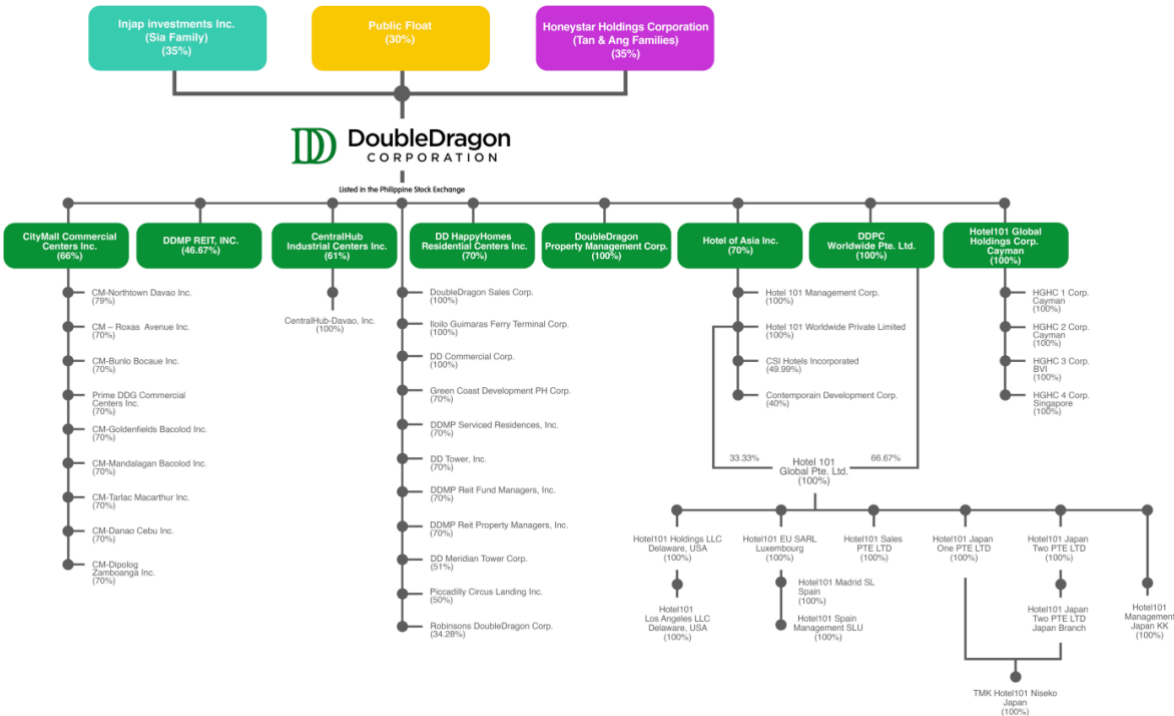 Injap investments Inc.
(Sia Family)
(35%)
Public Float
(30%)
Honeystar Holdings Corporation
(Tan & Ang Families)
(35%)
DD
DoubleDragon
CORPORATION
Listed in the Philippine Stock Exchange
CityMall Commercial
Centers Inc.
(66%)
DDMP REIT, INC.
(46.67%)
CentralHub
Industrial Centers Inc.
(61%)
DD HappyHomes
Residential Centers Inc.
(70%)
DoubleDragon
Property Management Corp.
(100%)
Hotel of Asia Inc.
(70%)
DDPC
Worldwide Pte. Ltd.
(100%)
Hotel101 Global
Holdings Corp.
Cayman
(100%)
CM-Northtown Davao Inc.
(79%)
CM – Roxas Avenue Inc.
(70%)
CM-Bunlo Bocaue Inc.
(70%)
Prime DDG Commercial
Centers Inc.
(70%)
CM-Goldenfields Bacolod Inc.
(70%)
CM-Mandalagan Bacolod Inc.
(70%)
CM-Tarlac Macarthur Inc.
(70%)
CM-Danao Cebu Inc.
(70%)
CM-Dipolog
Zamboanga Inc.
(70%)
CentralHub-Davao, Inc.
(100%)
DoubleDragon Sales Corp.
(100%)
Iloilo Guimaras Ferry Terminal Corp.
(100%)
DD Commercial Corp.
(100%)
Green Coast Development PH Corp.
(70%)
DDMP Serviced Residences, Inc.
(70%)
DD Tower, Inc.
(70%)
DDMP Reit Fund Managers, Inc.
(70%)
DDMP Reit Property Managers, Inc.
(70%)
DD Meridian Tower Corp.
(51%)
Piccadilly Circus Landing Inc.
(50%)
Robinsons DoubleDragon Corp.
(34.28%)
Hotel 101 Management Corp.
(100%)
Hotel 101 Worldwide Private Limited
(100%)
CSI Hotels Incorporated
(49.99%)
Contemporain Development Corp.
(40%)
HGHC 1 Corp.
Cayman
(100%)
HGHC 2 Corp.
Cayman
(100%)
HGHC 3 Corp.
BVI
(100%)
HGHC 4 Corp.
Singapore
(100%)
33.33%
Hotel 101
Global Pte. Ltd.
(100%)
66.67%
Hotel101 Holdings LLC
Delaware, USA
(100%)
Hotel101 EU SARL
Luxembourg
(100%)
Hotel101 Sales
PTE LTD
(100%)
Hotel101 Japan
One PTE LTD
(100%)
Hotel101 Japan
Two PTE LTD
(100%)
Hotel101
Los Angeles LLC
Delaware, USA
(100%)
Hotel101 Madrid SL
Spain
(100%)
Hotel101 Spain
Management SLU
(100%)
Hotel101 Japan
Two PTE LTD
Japan Branch
Hotel101
Management
Japan KK
(100%)
TMK Hotel101 Niseko
Japan
(100%)